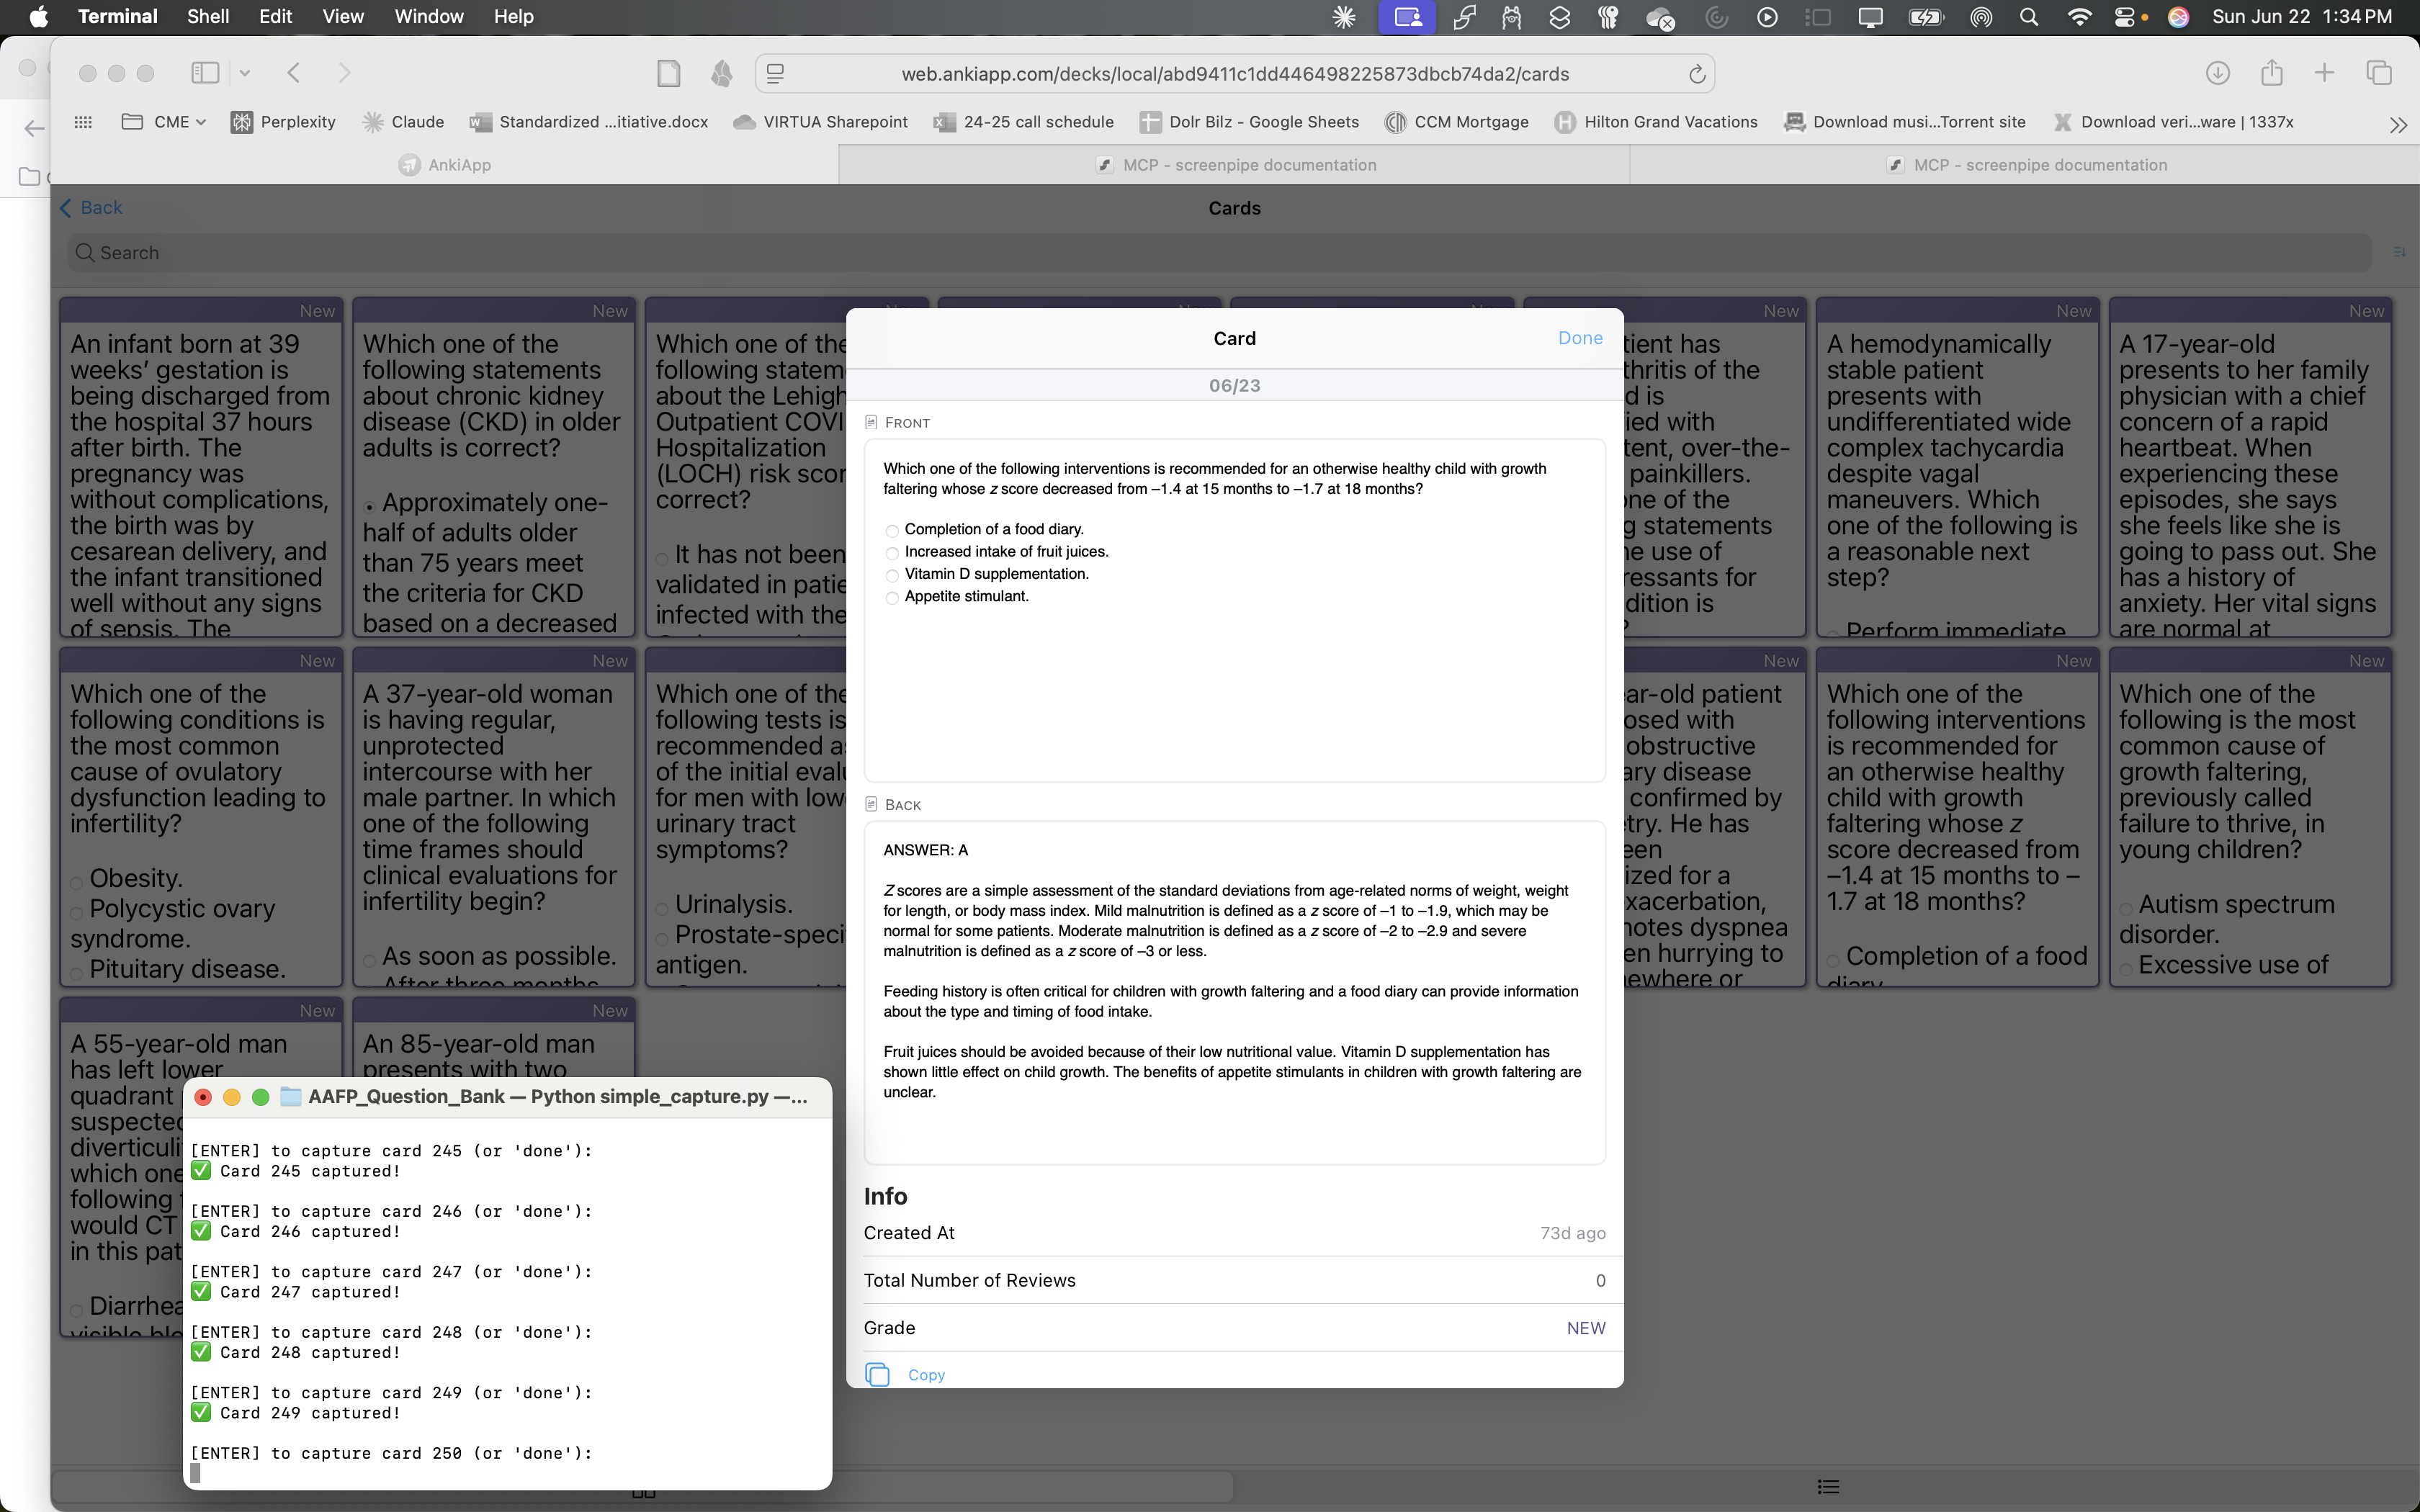 Terminal Shell Edit View Window Help Sun Jun 22 1:34 PM
web.ankiapp.com/decks/local/abd9411c1dd446498225873dbcb74da2/cards
CME Perplexity Claude Standardized ...itiative.docx VIRTUA Sharepoint 24-25 call schedule Dolr Bilz - Google Sheets CCM Mortgage Hilton Grand Vacations Download musi...Torrent site Download veri...ware | 1337x
AnkiApp MCP - screenpipe documentation MCP - screenpipe documentation
Back Cards
Search
New
An infant born at 39
weeks’ gestation is
being discharged from
the hospital 37 hours
after birth. The
pregnancy was
without complications,
the birth was by
cesarean delivery, and
the infant transitioned
well without any signs
of sepsis. The
New
Which one of the
following statements
about chronic kidney
disease (CKD) in older
adults is correct?
Approximately one-
half of adults older
than 75 years meet
the criteria for CKD
based on a decreased
Which one of the
following statem
about the Lehigh
Outpatient COVI
Hospitalization
(LOCH) risk scor
correct?
It has not been
validated in patie
infected with the
New
tient has
thritis of the
d is
ied with
tent, over-the-
painkillers.
one of the
g statements
e use of
ressants for
dition is
?
New
A hemodynamically
stable patient
presents with
undifferentiated wide
complex tachycardia
despite vagal
maneuvers. Which
one of the following is
a reasonable next
step?
Perform immediate
New
A 17-year-old
presents to her family
physician with a chief
concern of a rapid
heartbeat. When
experiencing these
episodes, she says
she feels like she is
going to pass out. She
has a history of
anxiety. Her vital signs
are normal at
New
Which one of the
following conditions is
the most common
cause of ovulatory
dysfunction leading to
infertility?
Obesity.
Polycystic ovary
syndrome.
Pituitary disease.
New
A 37-year-old woman
is having regular,
unprotected
intercourse with her
male partner. In which
one of the following
time frames should
clinical evaluations for
infertility begin?
As soon as possible.
After three months
Which one of the
following tests is
recommended as
of the initial evalu
for men with low
urinary tract
symptoms?
Urinalysis.
Prostate-speci
antigen.
New
ar-old patient
osed with
obstructive
ary disease
confirmed by
etry. He has
een
ized for a
xacerbation,
notes dyspnea
en hurrying to
ewhere or
New
Which one of the
following interventions
is recommended for
an otherwise healthy
child with growth
faltering whose z
score decreased from
–1.4 at 15 months to –
1.7 at 18 months?
Completion of a food
diary.
New
Which one of the
following is the most
common cause of
growth faltering,
previously called
failure to thrive, in
young children?
Autism spectrum
disorder.
Excessive use of
New
A 55-year-old man
has left lower
quadrant
suspected
diverticuli
which one
following
would CT
in this pat
Diarrhea
visible blo
New
An 85-year-old man
presents with two
Card Done
06/23
FRONT
Which one of the following interventions is recommended for an otherwise healthy child with growth
faltering whose z score decreased from –1.4 at 15 months to –1.7 at 18 months?
Completion of a food diary.
Increased intake of fruit juices.
Vitamin D supplementation.
Appetite stimulant.
BACK
ANSWER: A
Z scores are a simple assessment of the standard deviations from age-related norms of weight, weight
for length, or body mass index. Mild malnutrition is defined as a z score of –1 to –1.9, which may be
normal for some patients. Moderate malnutrition is defined as a z score of –2 to –2.9 and severe
malnutrition is defined as a z score of –3 or less.
Feeding history is often critical for children with growth faltering and a food diary can provide information
about the type and timing of food intake.
Fruit juices should be avoided because of their low nutritional value. Vitamin D supplementation has
shown little effect on child growth. The benefits of appetite stimulants in children with growth faltering are
unclear.
Info
Created At 73d ago
Total Number of Reviews 0
Grade NEW
Copy
AAFP_Question_Bank — Python simple_capture.py —...
[ENTER] to capture card 245 (or 'done'):
✅ Card 245 captured!
[ENTER] to capture card 246 (or 'done'):
✅ Card 246 captured!
[ENTER] to capture card 247 (or 'done'):
✅ Card 247 captured!
[ENTER] to capture card 248 (or 'done'):
✅ Card 248 captured!
[ENTER] to capture card 249 (or 'done'):
✅ Card 249 captured!
[ENTER] to capture card 250 (or 'done'):